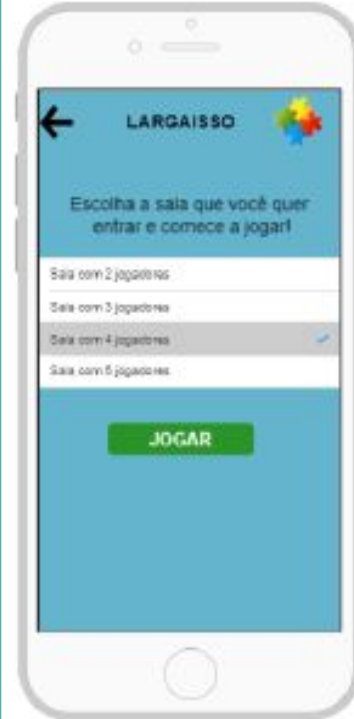 LARGAISSO
Escolha a sala que você quer
entrar e comece a jogar!
Sala com 2 jogadores
Sala com 3 jogadores
Sala com 4 jogadores
Sala com 5 jogadores
JOGAR